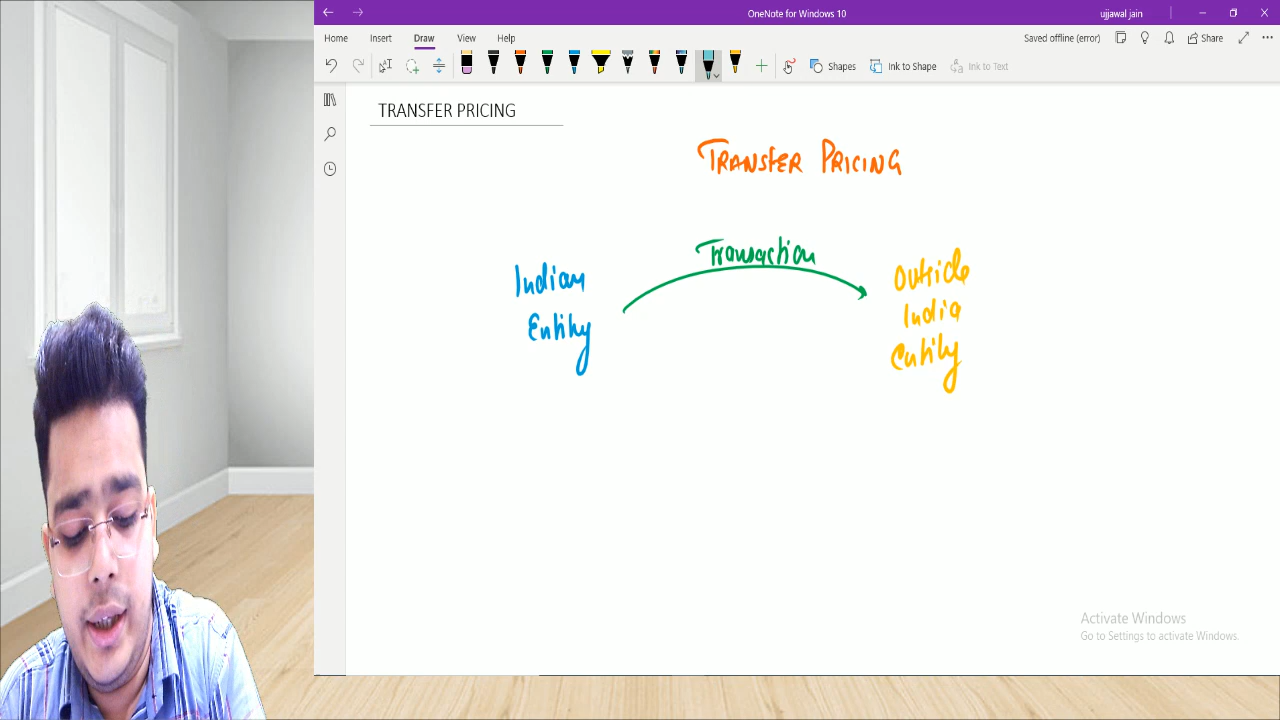 OneNote for Windows 10
ujjawal jain
Home Insert Draw View Help
Saved offline (error)
Share
Shapes
Ink to Shape
Ink to Text
TRANSFER PRICING
TRANSFER PRICING
Transaction
Indian
Entity
Outside
India
Entity
Activate Windows
Go to Settings to activate Windows.